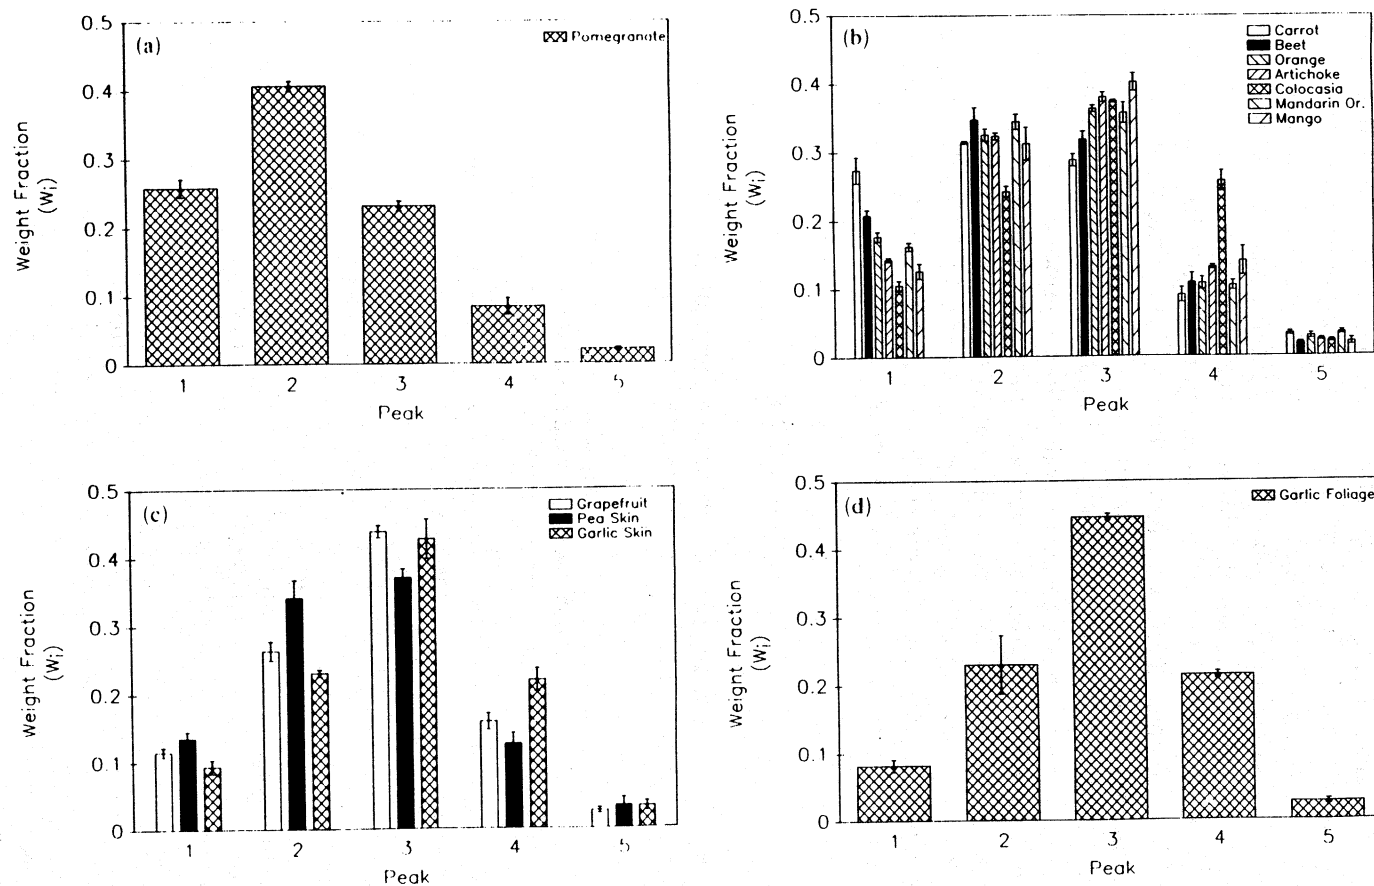 (a)
Pomegranate
0.5
0.4
0.3
0.2
0.1
0
Weight Fraction
(Wi)
1 2 3 4 5
Peak
(b)
Carrot
Beet
Orange
Artichoke
Colocasia
Mandarin Or.
Mango
0.5
0.4
0.3
0.2
0.1
0
Weight Fraction
(Wi)
1 2 3 4 5
Peak
(c)
Grapefruit
Pea Skin
Garlic Skin
0.5
0.4
0.3
0.2
0.1
0
Weight Fraction
(Wi)
1 2 3 4 5
Peak
(d)
Garlic Foliage
0.5
0.4
0.3
0.2
0.1
0
Weight Fraction
(Wi)
1 2 3 4 5
Peak